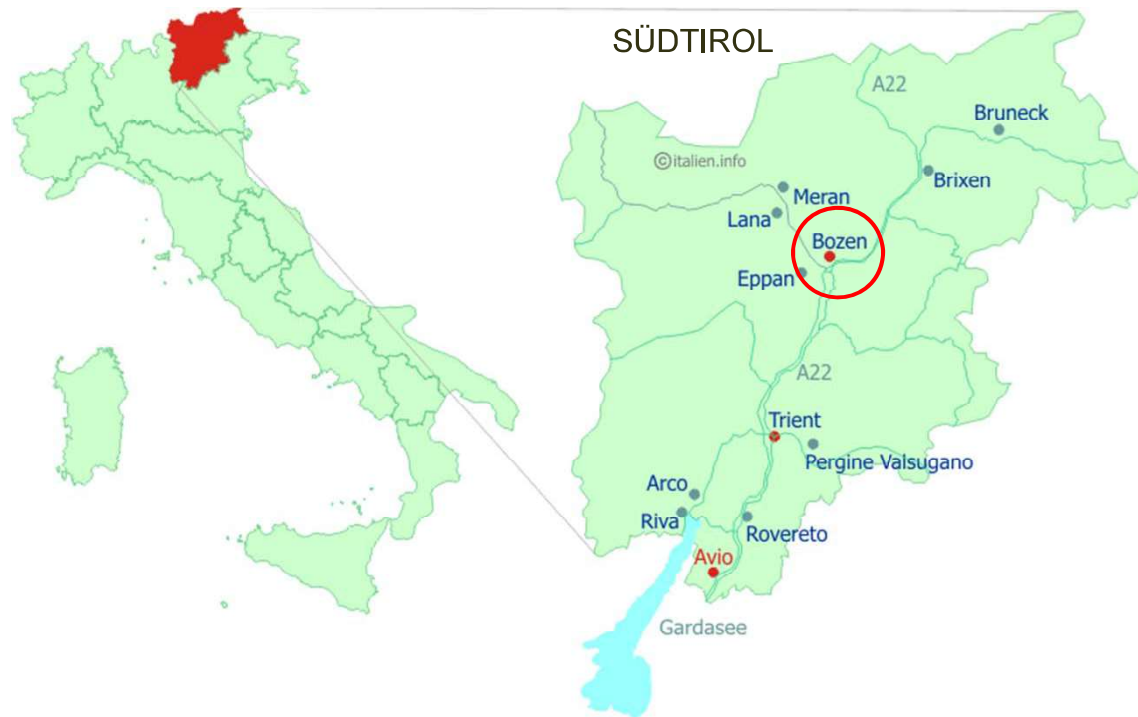 SÜDTIROL
A22
Bruneck
©italien.info
Brixen
Meran
Lana
Bozen
Eppan
A22
Trient
Pergine Valsugano
Arco
Riva
Rovereto
Avio
Gardasee